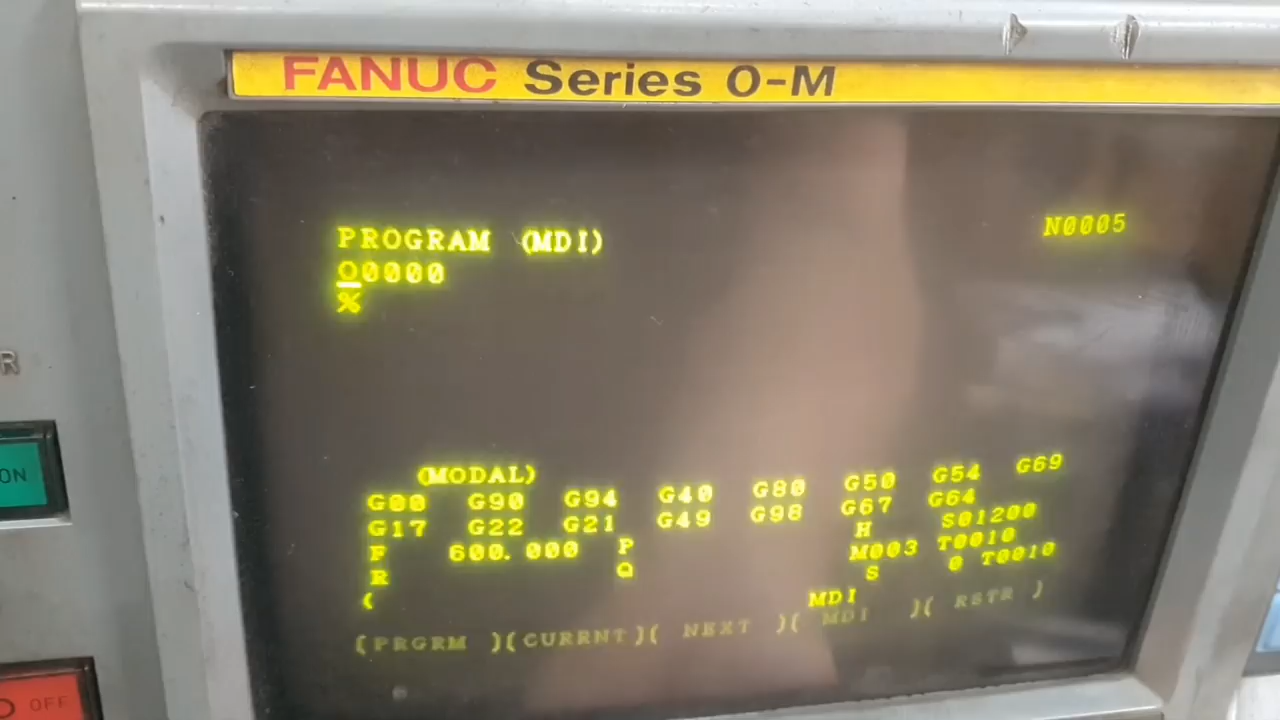 FANUC Series 0-M
PROGRAM (MDI) N0005
O0000
%
(MODAL)
G00 G90 G94 G40 G80 G50 G54 G69
G17 G22 G21 G49 G98 G67 G64
H S01200
F 600.000 P M003 T0010
R Q S 0 T0010
( MDI
(PRGRM )(CURRNT)( NEXT )( MDI )( RSTR )
R
ON
OFF